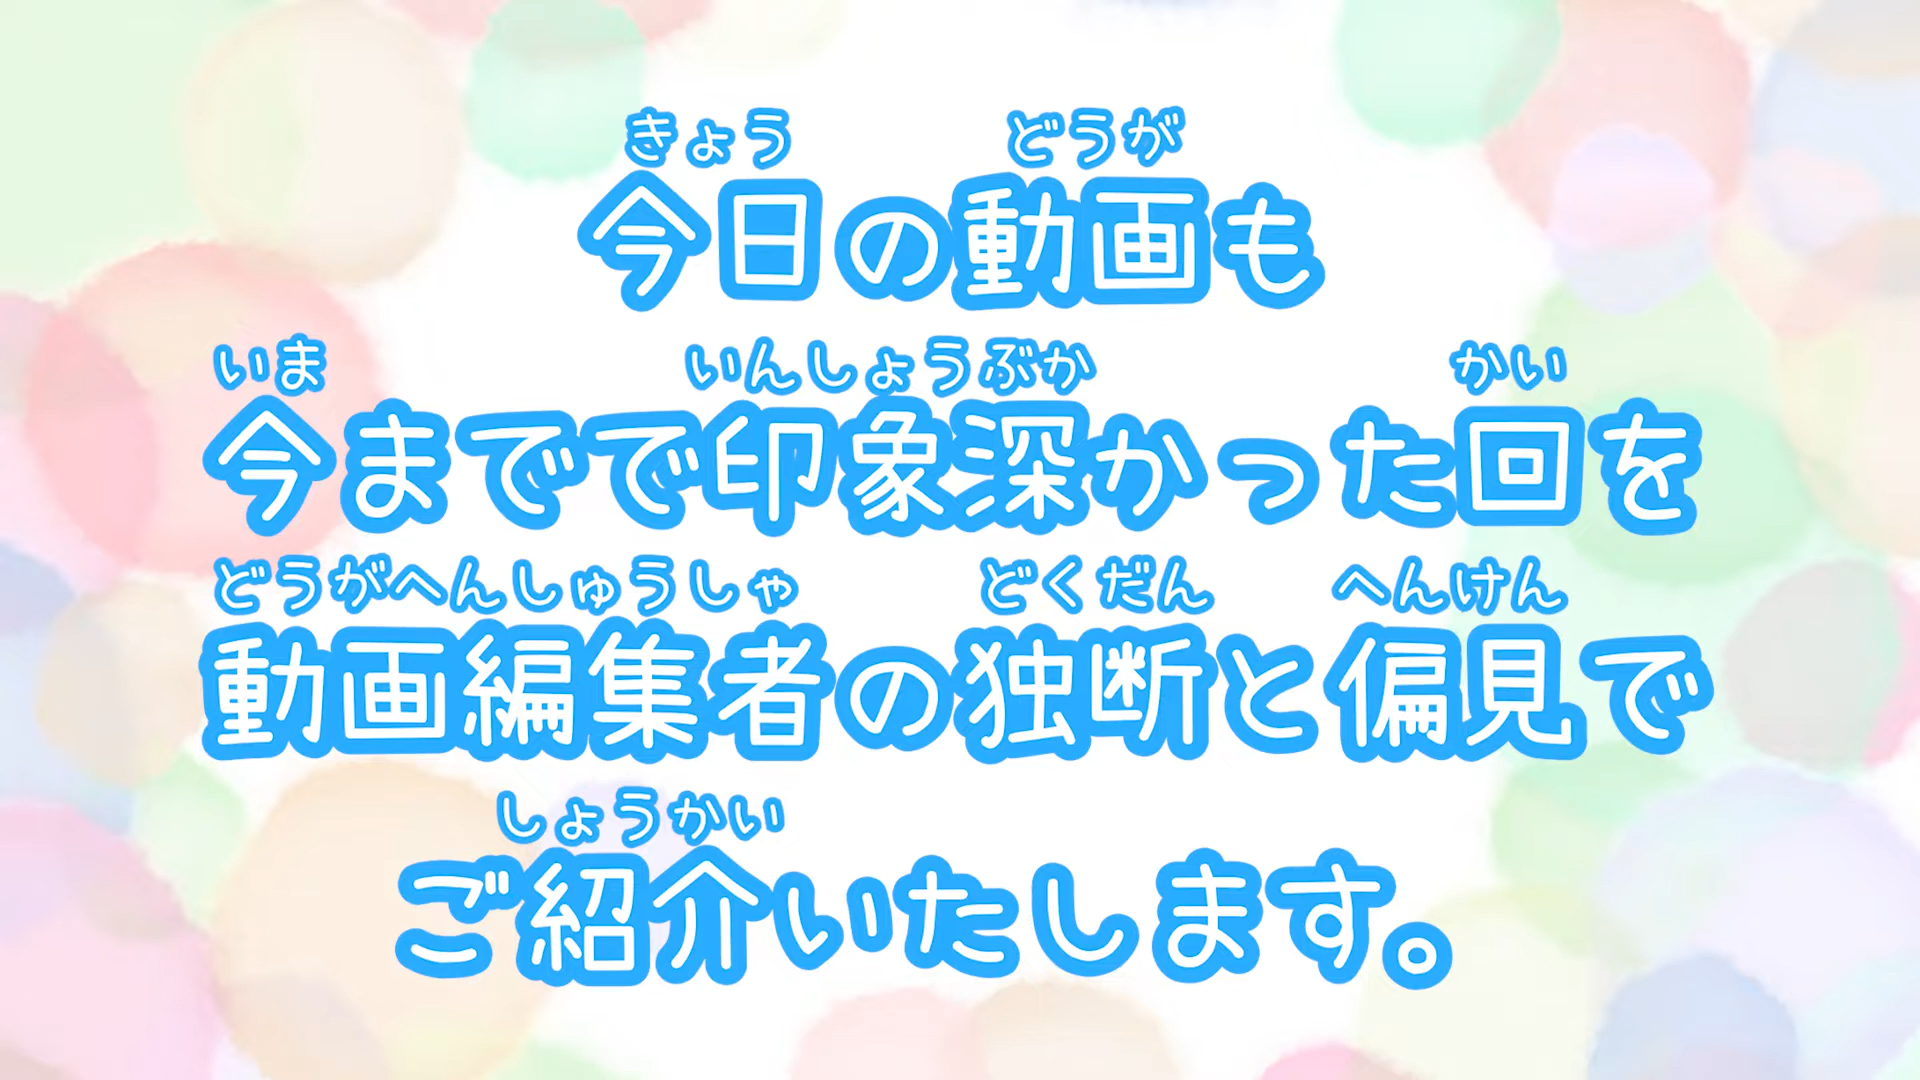 きょう どうが
今日の動画も
いま いんしょうぶか かい
今までで印象深かった回を
どうがへんしゅうしゃ どくだん へんけん
動画編集者の独断と偏見で
しょうかい
ご紹介いたします。